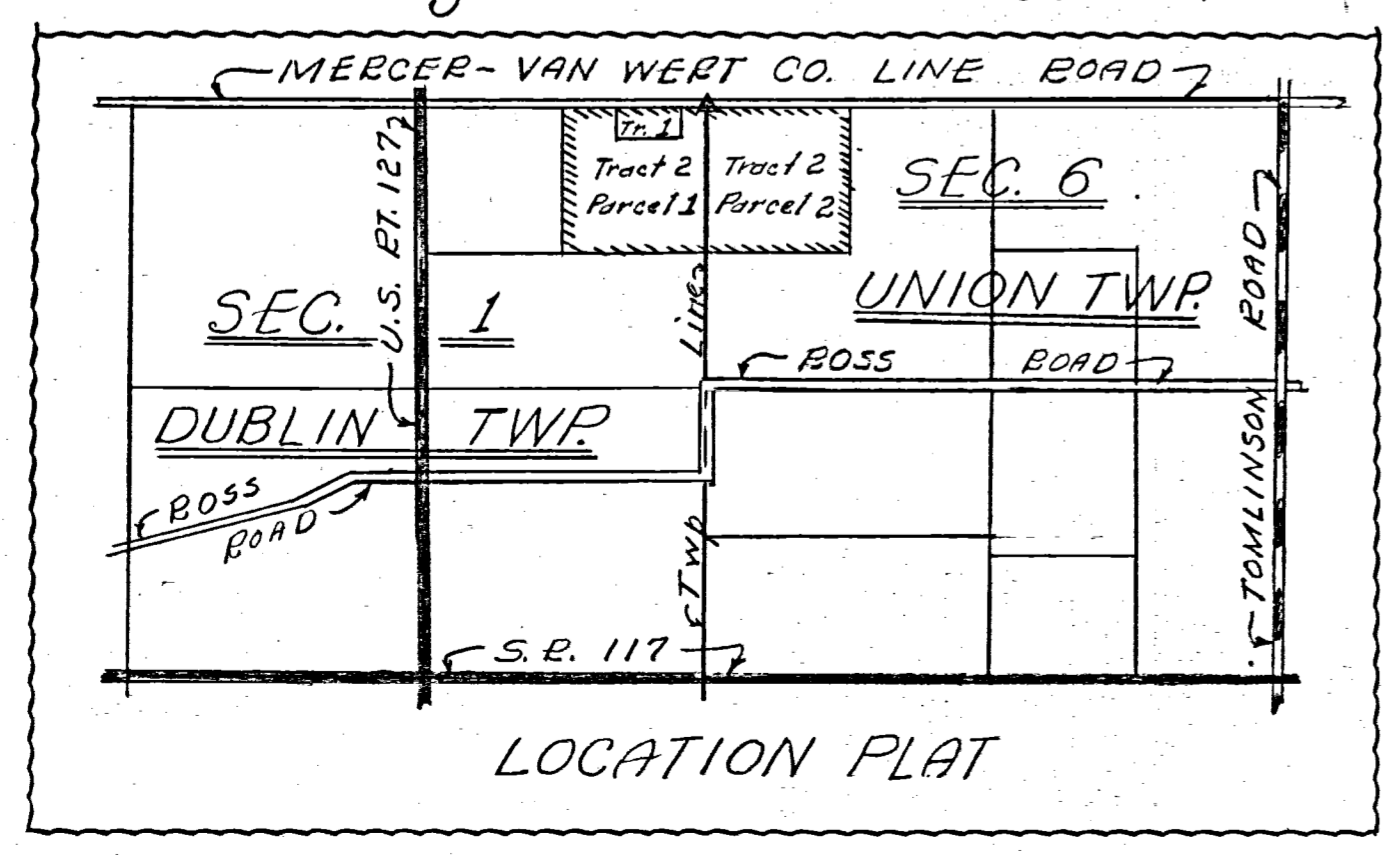 MERCER - VAN WERT CO. LINE ROAD
U.S. RT. 127
Tr. 1
Tract 2
Parcel 1
Tract 2
Parcel 2
SEC. 6
SEC. 1
Line
UNION TWP.
ROAD
TOMLINSON
ROSS ROAD
DUBLIN TWP.
ROSS
ROAD
Twp
S.R. 117
LOCATION PLAT